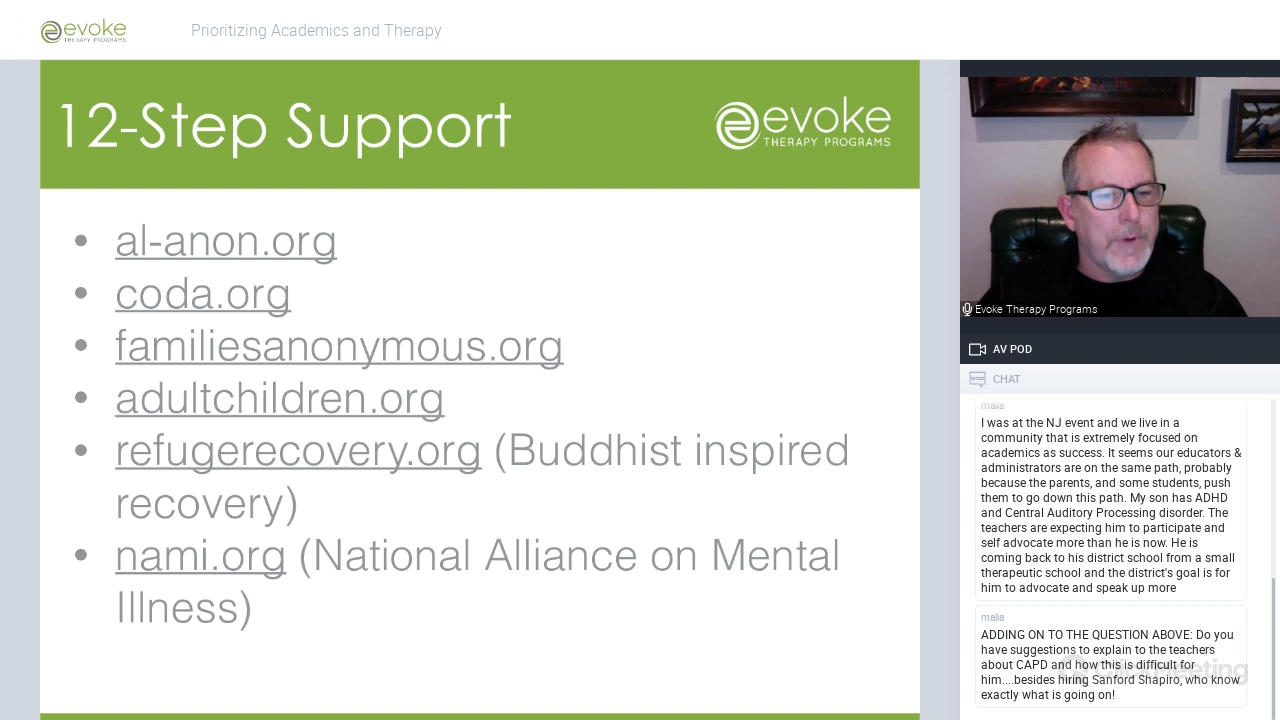 evoke
THERAPY PROGRAMS
Prioritizing Academics and Therapy
12-Step Support
evoke
THERAPY PROGRAMS
• al-anon.org
• coda.org
• familiesanonymous.org
• adultchildren.org
• refugerecovery.org (Buddhist inspired
recovery)
• nami.org (National Alliance on Mental
Illness)
Evoke Therapy Programs
AV POD
CHAT
malia
I was at the NJ event and we live in a
community that is extremely focused on
academics as success. It seems our educators &
administrators are on the same path, probably
because the parents, and some students, push
them to go down this path. My son has ADHD
and Central Auditory Processing disorder. The
teachers are expecting him to participate and
self advocate more than he is now. He is
coming back to his district school from a small
therapeutic school and the district's goal is for
him to advocate and speak up more
malia
ADDING ON TO THE QUESTION ABOVE: Do you
have suggestions to explain to the teachers
about CAPD and how this is difficult for
him....besides hiring Sanford Shapiro, who know
exactly what is going on!